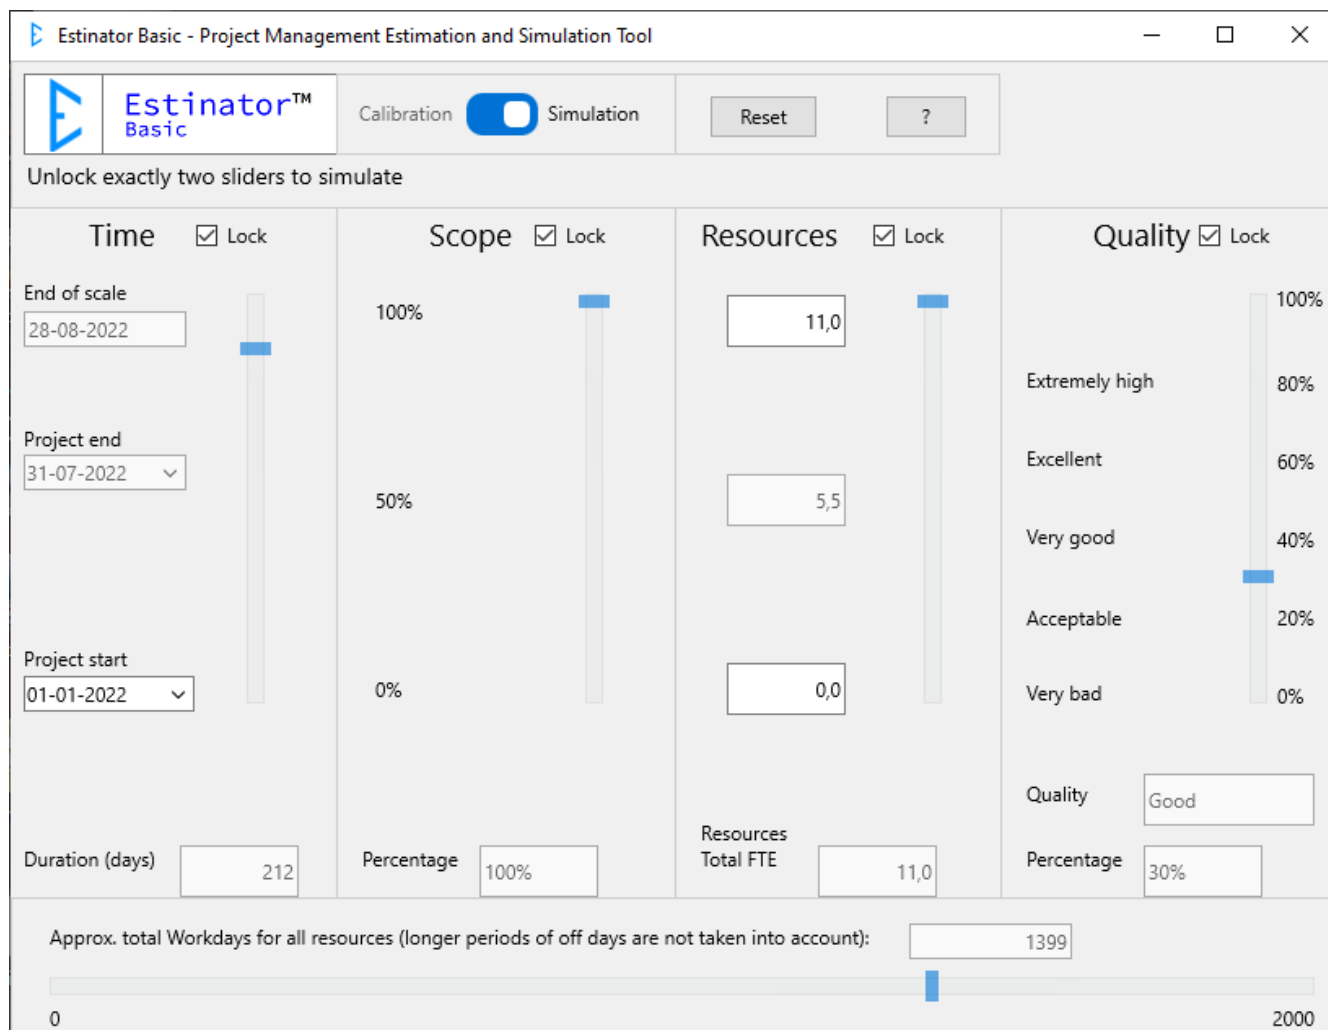 Estinator Basic - Project Management Estimation and Simulation Tool
Estinator™
Basic
Calibration Simulation
Reset
?
Unlock exactly two sliders to simulate
Time Lock
End of scale
28-08-2022
Project end
31-07-2022
Project start
01-01-2022
Duration (days) 212
Scope Lock
100%
50%
0%
Percentage 100%
Resources Lock
11,0
5,5
0,0
Resources
Total FTE 11,0
Quality Lock
100%
Extremely high 80%
Excellent 60%
Very good 40%
Acceptable 20%
Very bad 0%
Quality Good
Percentage 30%
Approx. total Workdays for all resources (longer periods of off days are not taken into account): 1399
0 2000